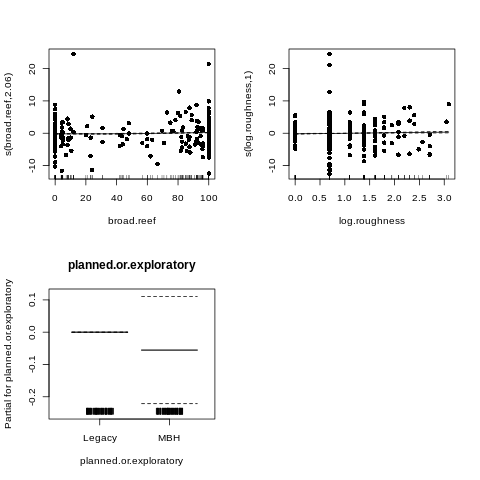 s(broad.reef,2.06)
20
10
0
-10
0 20 40 60 80 100
broad.reef
s(log.roughness,1)
20
10
0
-10
0.0 0.5 1.0 1.5 2.0 2.5 3.0
log.roughness
planned.or.exploratory
Partial for planned.or.exploratory
0.1
0.0
-0.1
-0.2
Legacy MBH
planned.or.exploratory